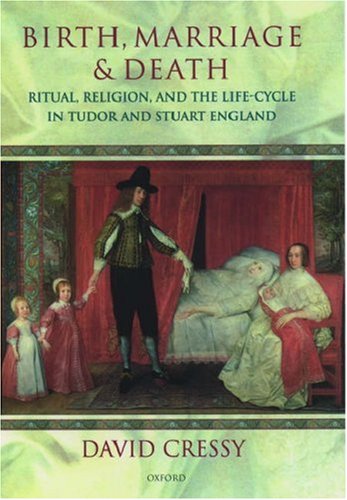 BIRTH, MARRIAGE
& DEATH
RITUAL, RELIGION, AND THE LIFE-CYCLE
IN TUDOR AND STUART ENGLAND
DAVID CRESSY
OXFORD